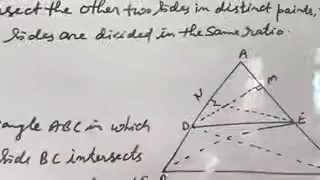 sect the other two sides in distinct points,
sides are divided in the same ratio.
A
M
N
angle ABC in which
D
E
side BC intersects
B